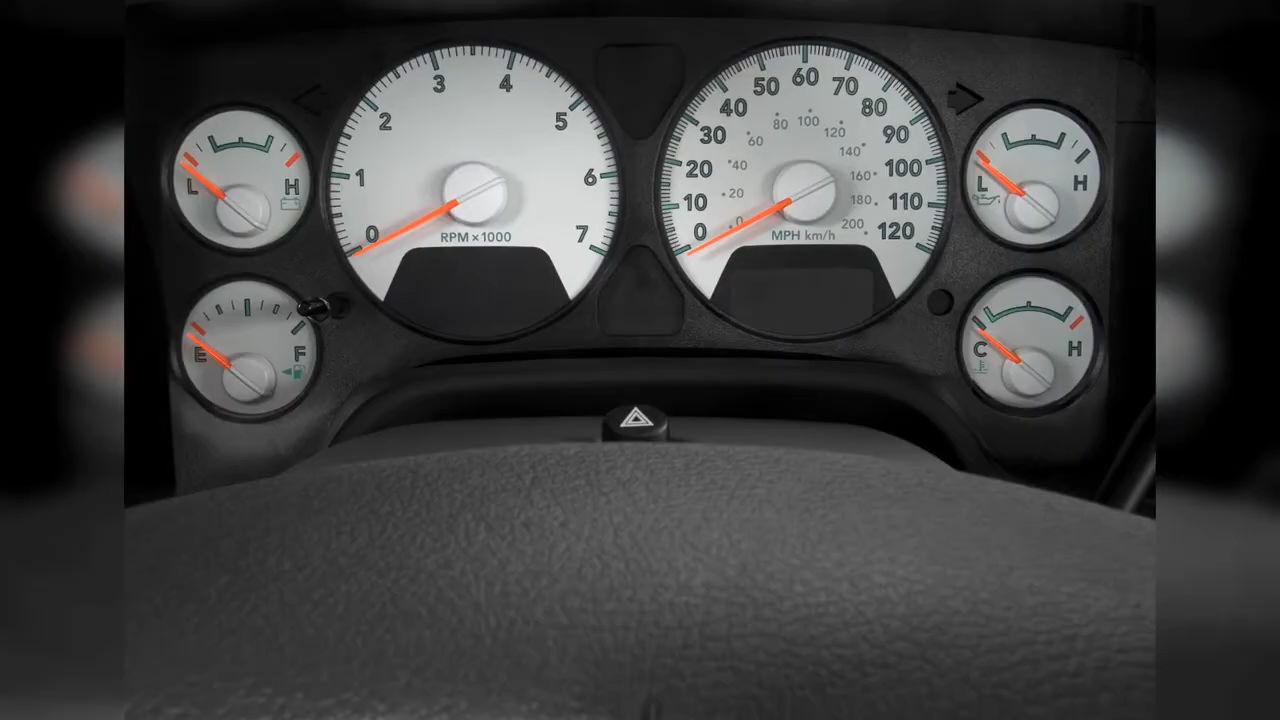 0 1 2 3 4 5 6 7
RPM×1000
0 10 20 30 40 50 60 70 80 90 100 110 120
0 20 40 60 80 100 120 140 160 180 200
MPH km/h
L H
E F
L H
C H